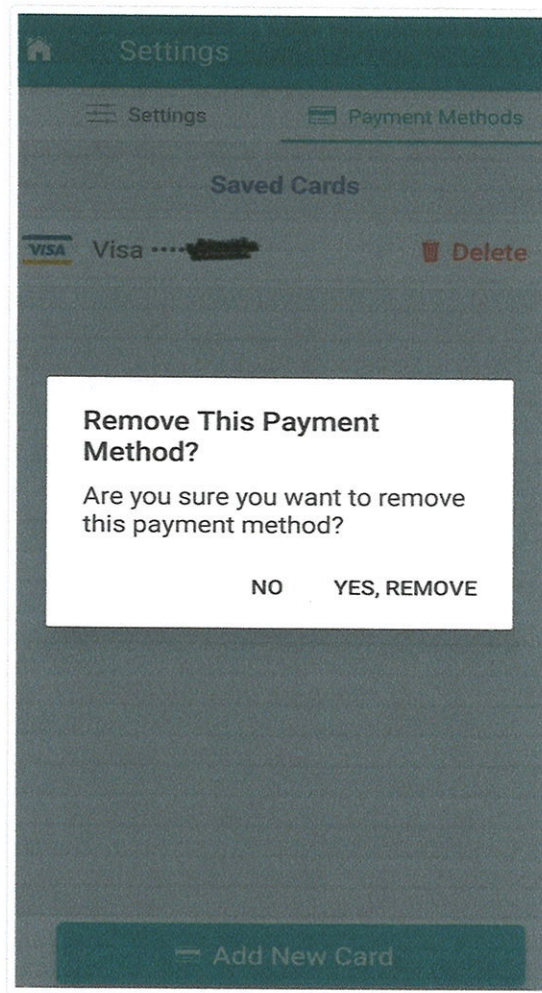 Settings
Settings Payment Methods
Saved Cards
VISA Visa ···· Delete
Remove This Payment
Method?
Are you sure you want to remove
this payment method?
NO YES, REMOVE
Add New Card